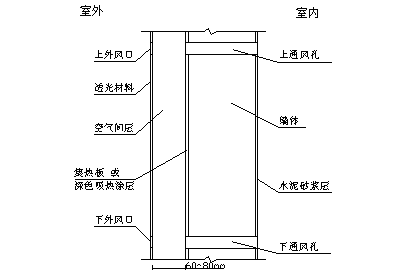 室外
室内
上外风口
上通风孔
透光材料
空气间层
墙体
集热板 或
深色吸热涂层
水泥砂浆层
下外风口
下通风孔
60~80